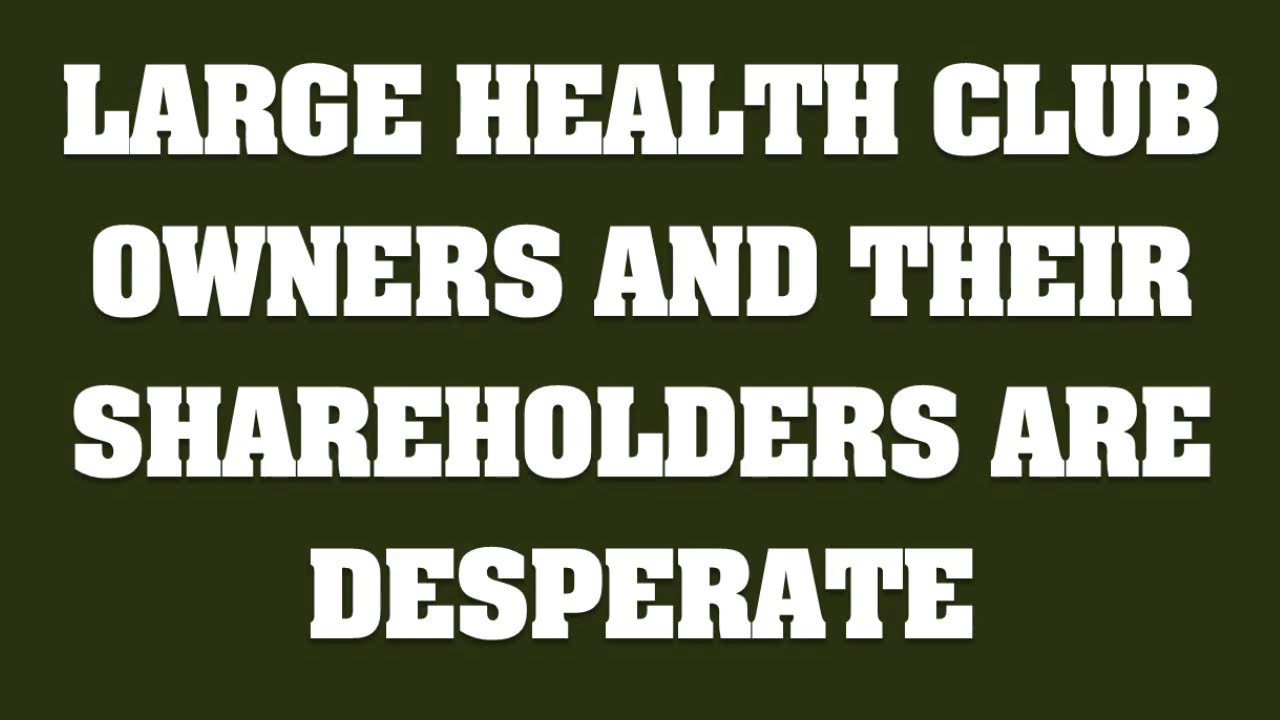 LARGE HEALTH CLUB
OWNERS AND THEIR
SHAREHOLDERS ARE
DESPERATE